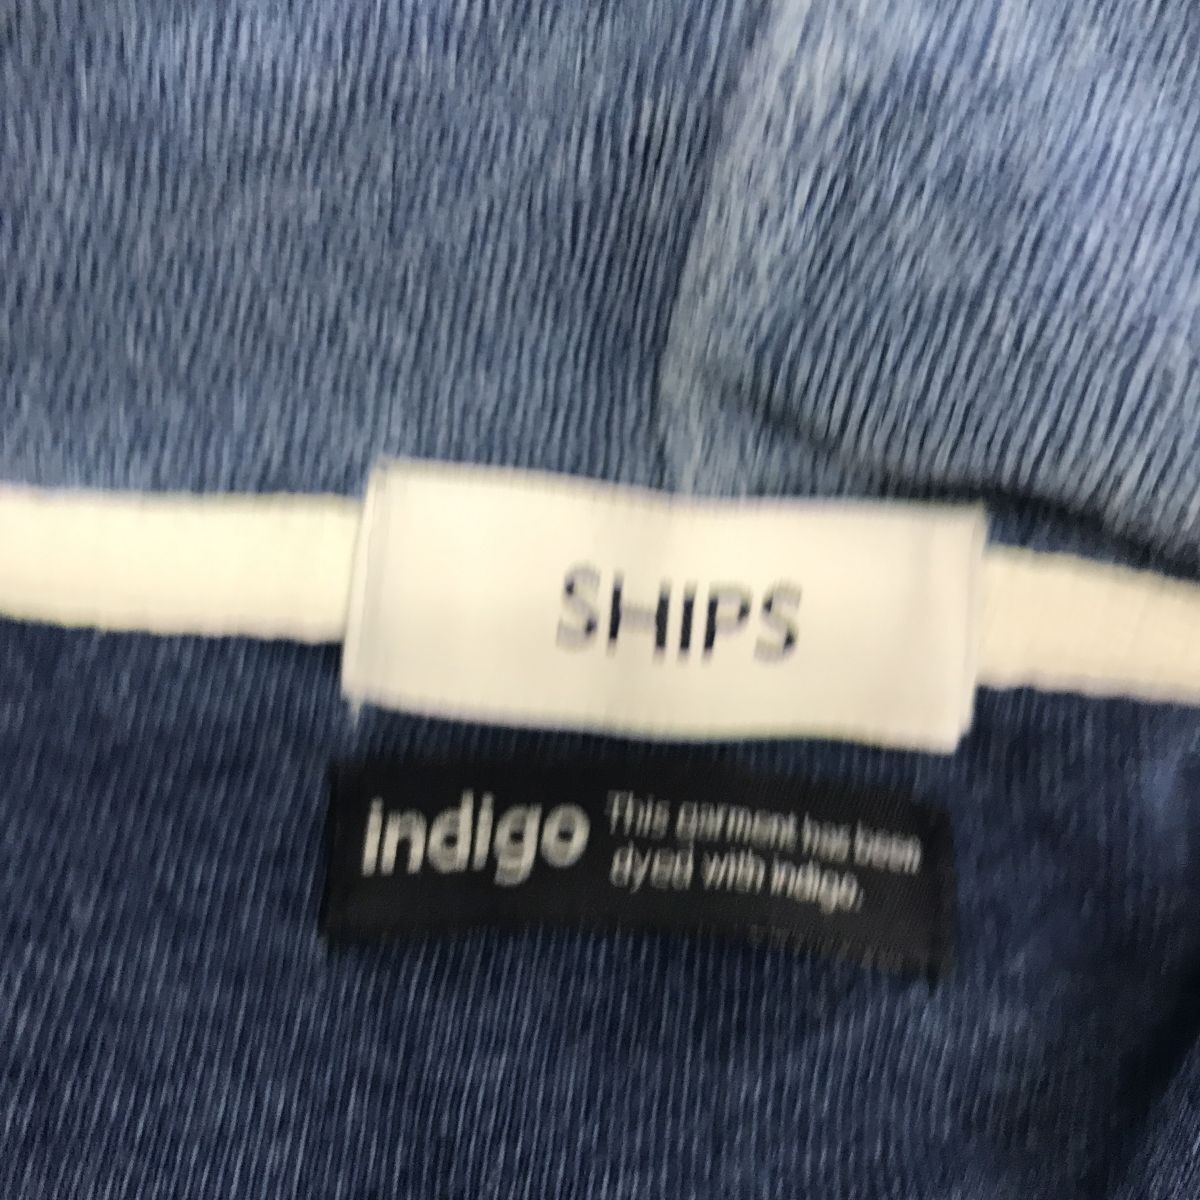 SHIPS
indigo
This garment has been
dyed with indigo.